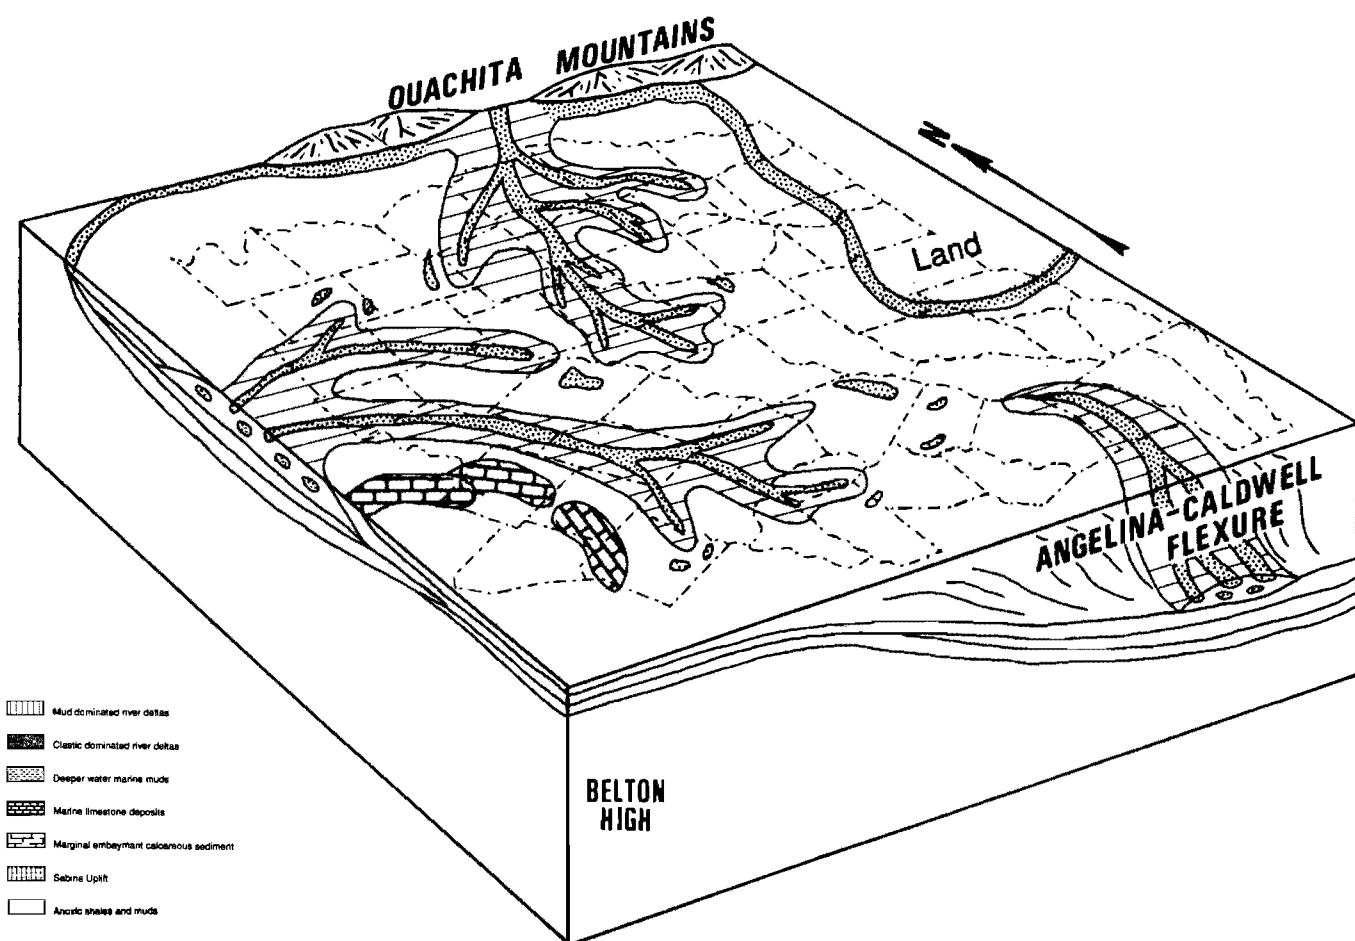 OUACHITA MOUNTAINS
N
Land
ANGELINA-CALDWELL
FLEXURE
BELTON
HIGH
Mud dominated river deltas
Clastic dominated river deltas
Deeper water marine muds
Marine limestone deposits
Marginal embaymant calcareous sediment
Sabine Uplift
Anoxic shales and muds